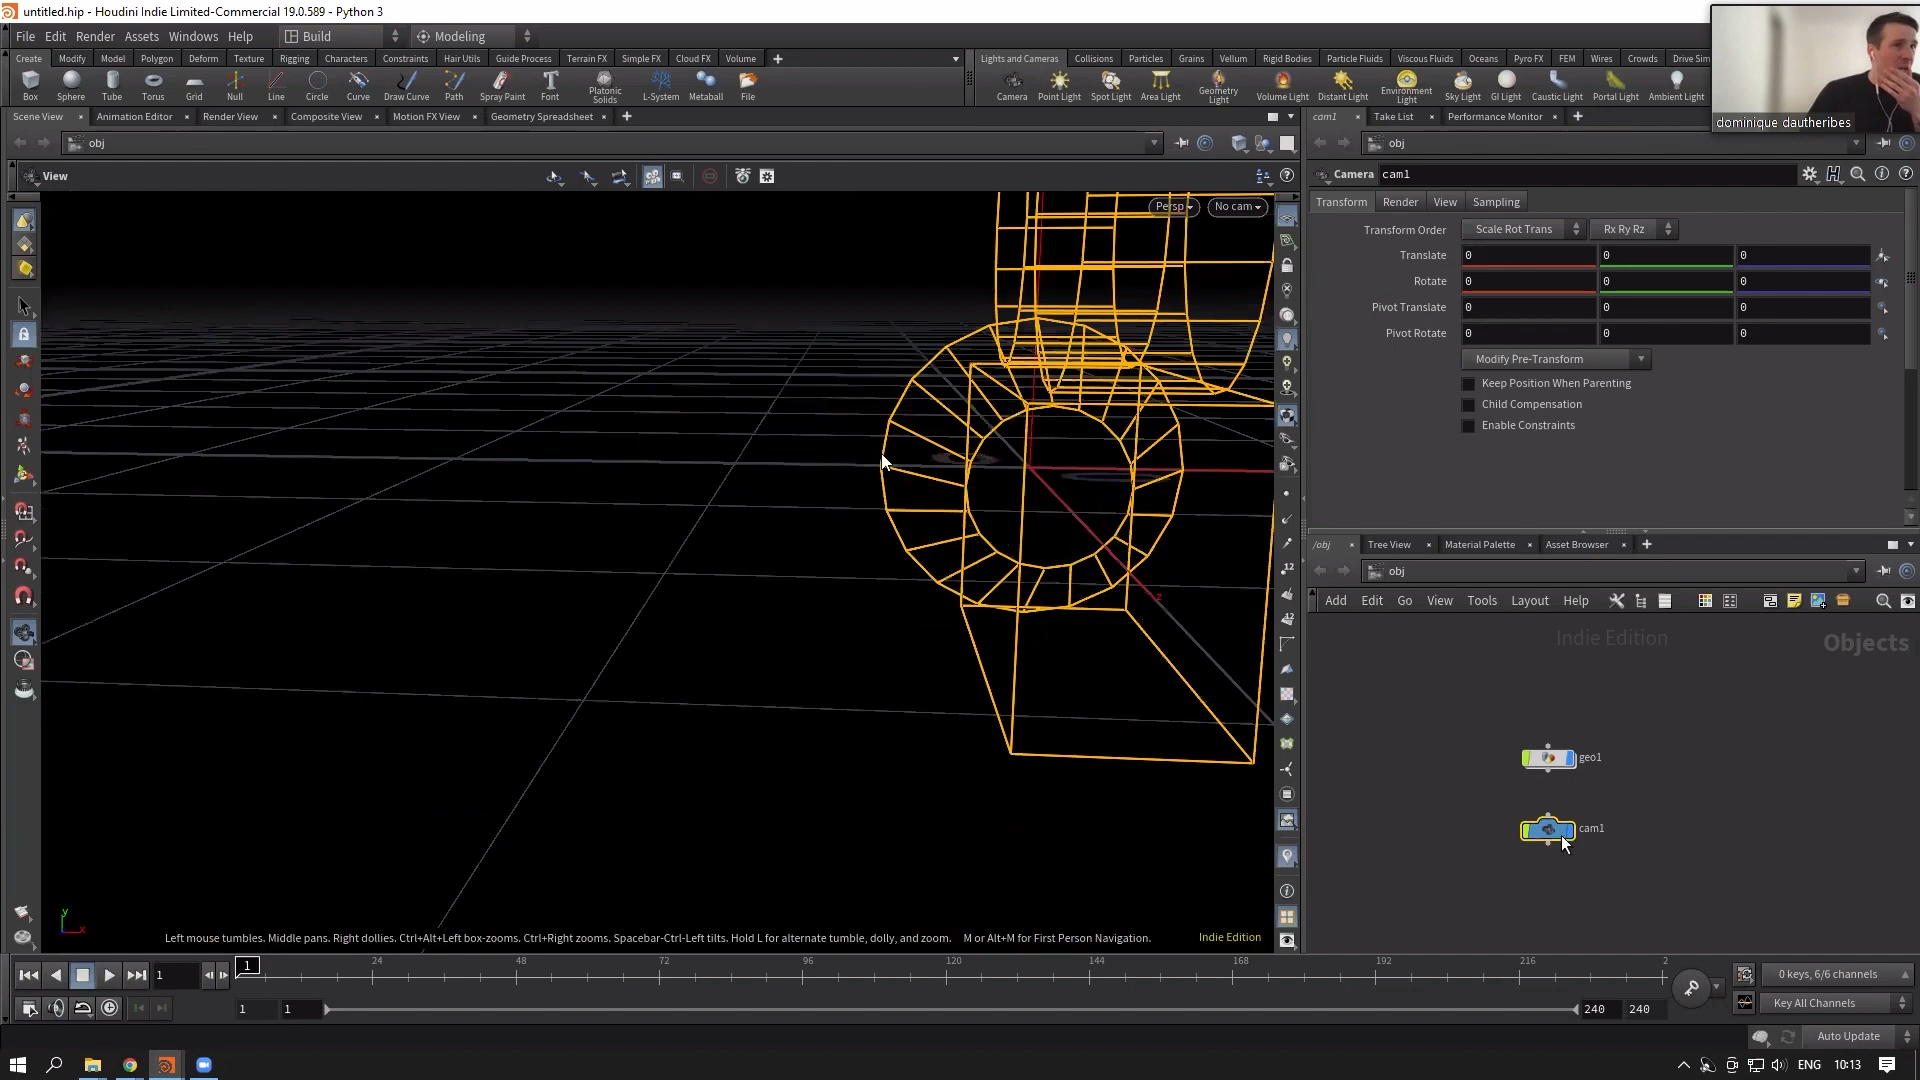 untitled.hip - Houdini Indie Limited-Commercial 19.0.589 - Python 3
File Edit Render Assets Windows Help Build Modeling
Create Modify Model Polygon Deform Texture Rigging Characters Constraints Hair Utils Guide Process Terrain FX Simple FX Cloud FX Volume
Lights and Cameras Collisions Particles Grains Vellum Rigid Bodies Particle Fluids Viscous Fluids Oceans Pyro FX FEM Wires Crowds Drive Sim
Box Sphere Tube Torus Grid Null Line Circle Curve Draw Curve Path Spray Paint Font Platonic Solids L-System Metaball File
Camera Point Light Spot Light Area Light Geometry Light Volume Light Distant Light Environment Light Sky Light GI Light Caustic Light Portal Light Ambient Light
dominique dautheribes
Scene View Animation Editor Render View Composite View Motion FX View Geometry Spreadsheet
cam1 Take List Performance Monitor
obj
obj
View
Camera cam1
Persp No cam
Transform Render View Sampling
Transform Order Scale Rot Trans Rx Ry Rz
Translate 0 0 0
Rotate 0 0 0
Pivot Translate 0 0 0
Pivot Rotate 0 0 0
Modify Pre-Transform
Keep Position When Parenting
Child Compensation
Enable Constraints
z
/obj Tree View Material Palette Asset Browser
obj
Add Edit Go View Tools Layout Help
Indie Edition
Objects
geo1
cam1
12
12
y
x
Left mouse tumbles. Middle pans. Right dollies. Ctrl+Alt+Left box-zooms. Ctrl+Right zooms. Spacebar-Ctrl-Left tilts. Hold L for alternate tumble, dolly, and zoom. M or Alt+M for First Person Navigation.
Indie Edition
1 1 24 48 72 96 120 144 168 192 216 2
0 keys, 6/6 channels
1 1 240 240
Key All Channels
Auto Update
ENG 10:13